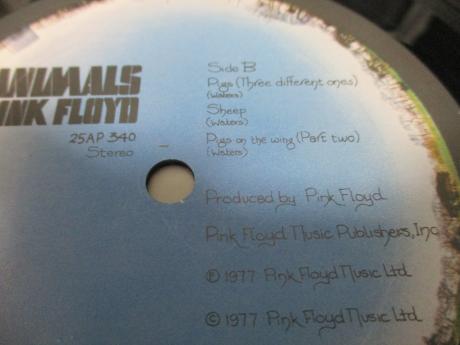 ANIMALS
PINK FLOYD
25AP 340
Stereo
Side B
Pigs (Three different ones)
(Waters)
Sheep
(Waters)
Pigs on the wing (Part two)
(Waters)
Produced by Pink Floyd
Pink Floyd Music Publishers, Inc
℗ 1977 Pink Floyd Music Ltd.
© 1977 Pink Floyd Music Ltd.